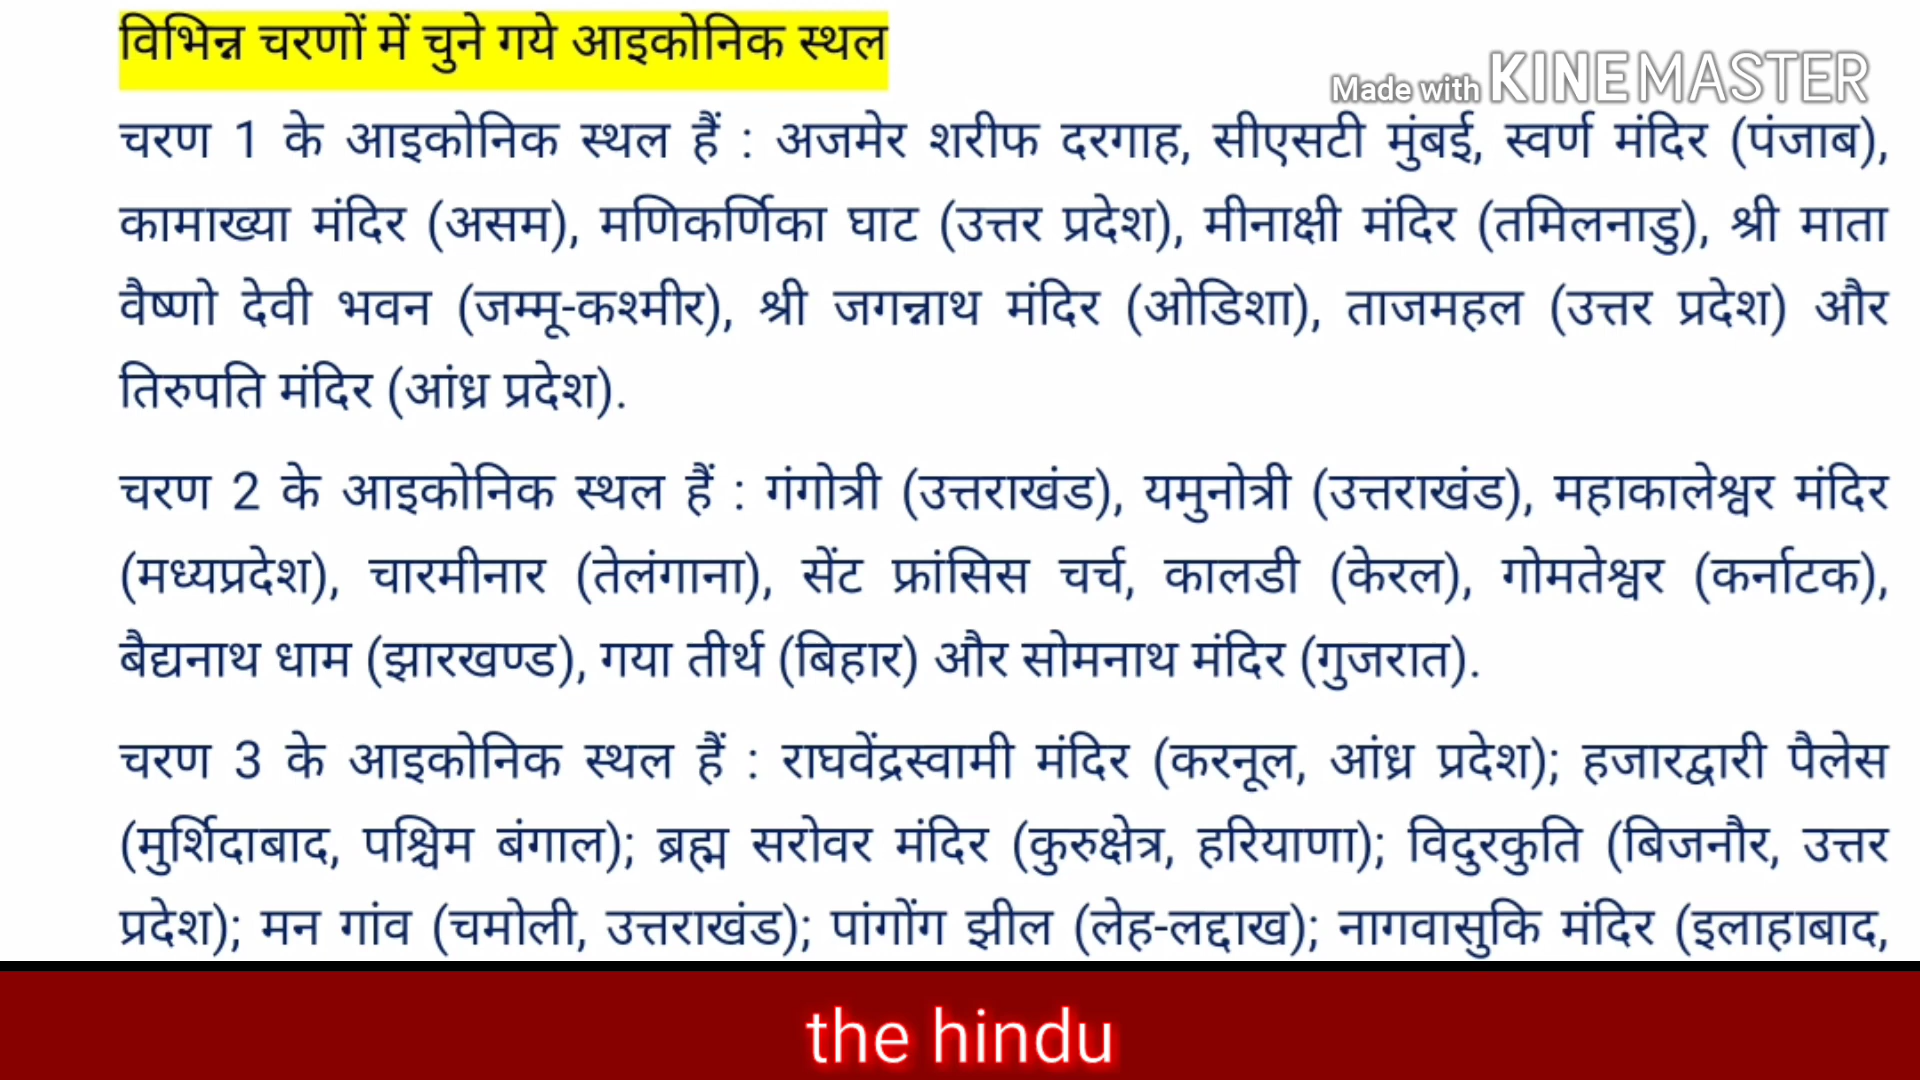 विभिन्न चरणों में चुने गये आइकोनिक स्थल
Made with KINEMASTER
चरण 1 के आइकोनिक स्थल हैं : अजमेर शरीफ दरगाह, सीएसटी मुंबई, स्वर्ण मंदिर (पंजाब),
कामाख्या मंदिर (असम), मणिकर्णिका घाट (उत्तर प्रदेश), मीनाक्षी मंदिर (तमिलनाडु), श्री माता
वैष्णो देवी भवन (जम्मू-कश्मीर), श्री जगन्नाथ मंदिर (ओडिशा), ताजमहल (उत्तर प्रदेश) और
तिरुपति मंदिर (आंध्र प्रदेश).
चरण 2 के आइकोनिक स्थल हैं : गंगोत्री (उत्तराखंड), यमुनोत्री (उत्तराखंड), महाकालेश्वर मंदिर
(मध्यप्रदेश), चारमीनार (तेलंगाना), सेंट फ्रांसिस चर्च, कालडी (केरल), गोमतेश्वर (कर्नाटक),
बैद्यनाथ धाम (झारखण्ड), गया तीर्थ (बिहार) और सोमनाथ मंदिर (गुजरात).
चरण 3 के आइकोनिक स्थल हैं : राघवेंद्रस्वामी मंदिर (करनूल, आंध्र प्रदेश); हजारद्वारी पैलेस
(मुर्शिदाबाद, पश्चिम बंगाल); ब्रह्म सरोवर मंदिर (कुरुक्षेत्र, हरियाणा); विदुरकुति (बिजनौर, उत्तर
प्रदेश); मन गांव (चमोली, उत्तराखंड); पांगोंग झील (लेह-लद्दाख); नागवासुकि मंदिर (इलाहाबाद,
the hindu